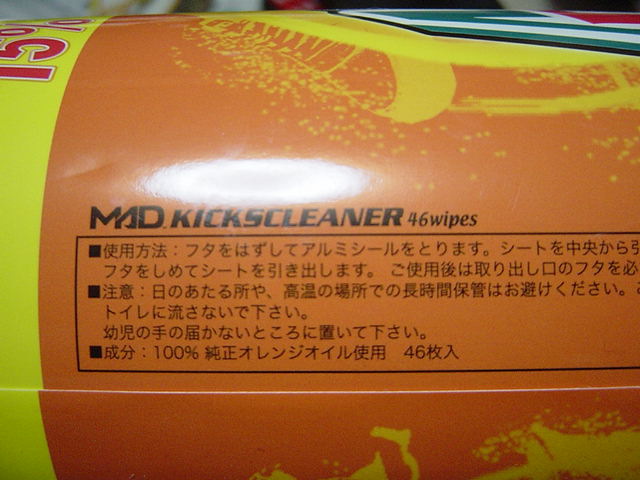 15%
MAD KICKSCLEANER 46wipes
■使用方法：フタをはずしてアルミシールをとります。シートを中央から引
フタをしめてシートを引き出します。 ご使用後は取り出し口のフタを必
■注意：日のあたる所や、高温の場所での長時間保管はお避けください。
トイレに流さないで下さい。
幼児の手の届かないところに置いて下さい。
■成分：100% 純正オレンジオイル使用 46枚入